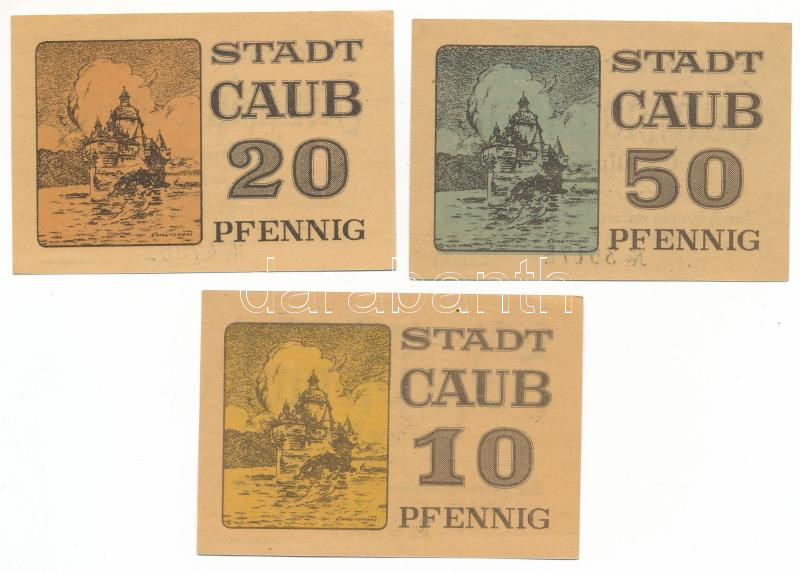 STADT
CAUB
20
PFENNIG
STADT
CAUB
50
PFENNIG
darabanth
STADT
CAUB
10
PFENNIG